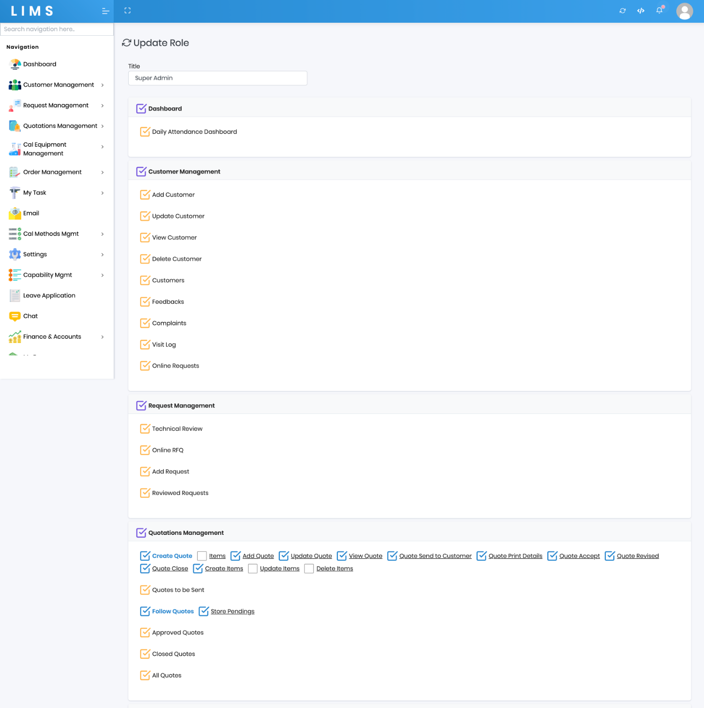 LIMS
Search navigation here..
Navigation
Dashboard
Customer Management
Request Management
Quotations Management
Cal Equipment
Management
Order Management
My Task
Email
Cal Methods Mgmt
Settings
Capability Mgmt
Leave Application
Chat
Finance & Accounts
Update Role
Title
Super Admin
Dashboard
Daily Attendance Dashboard
Customer Management
Add Customer
Update Customer
View Customer
Delete Customer
Customers
Feedbacks
Complaints
Visit Log
Online Requests
Request Management
Technical Review
Online RFQ
Add Request
Reviewed Requests
Quotations Management
Create Quote Items Add Quote Update Quote View Quote Quote Send to Customer Quote Print Details Quote Accept Quote Revised
Quote Close Create Items Update Items Delete Items
Quotes to be Sent
Follow Quotes Store Pendings
Approved Quotes
Closed Quotes
All Quotes